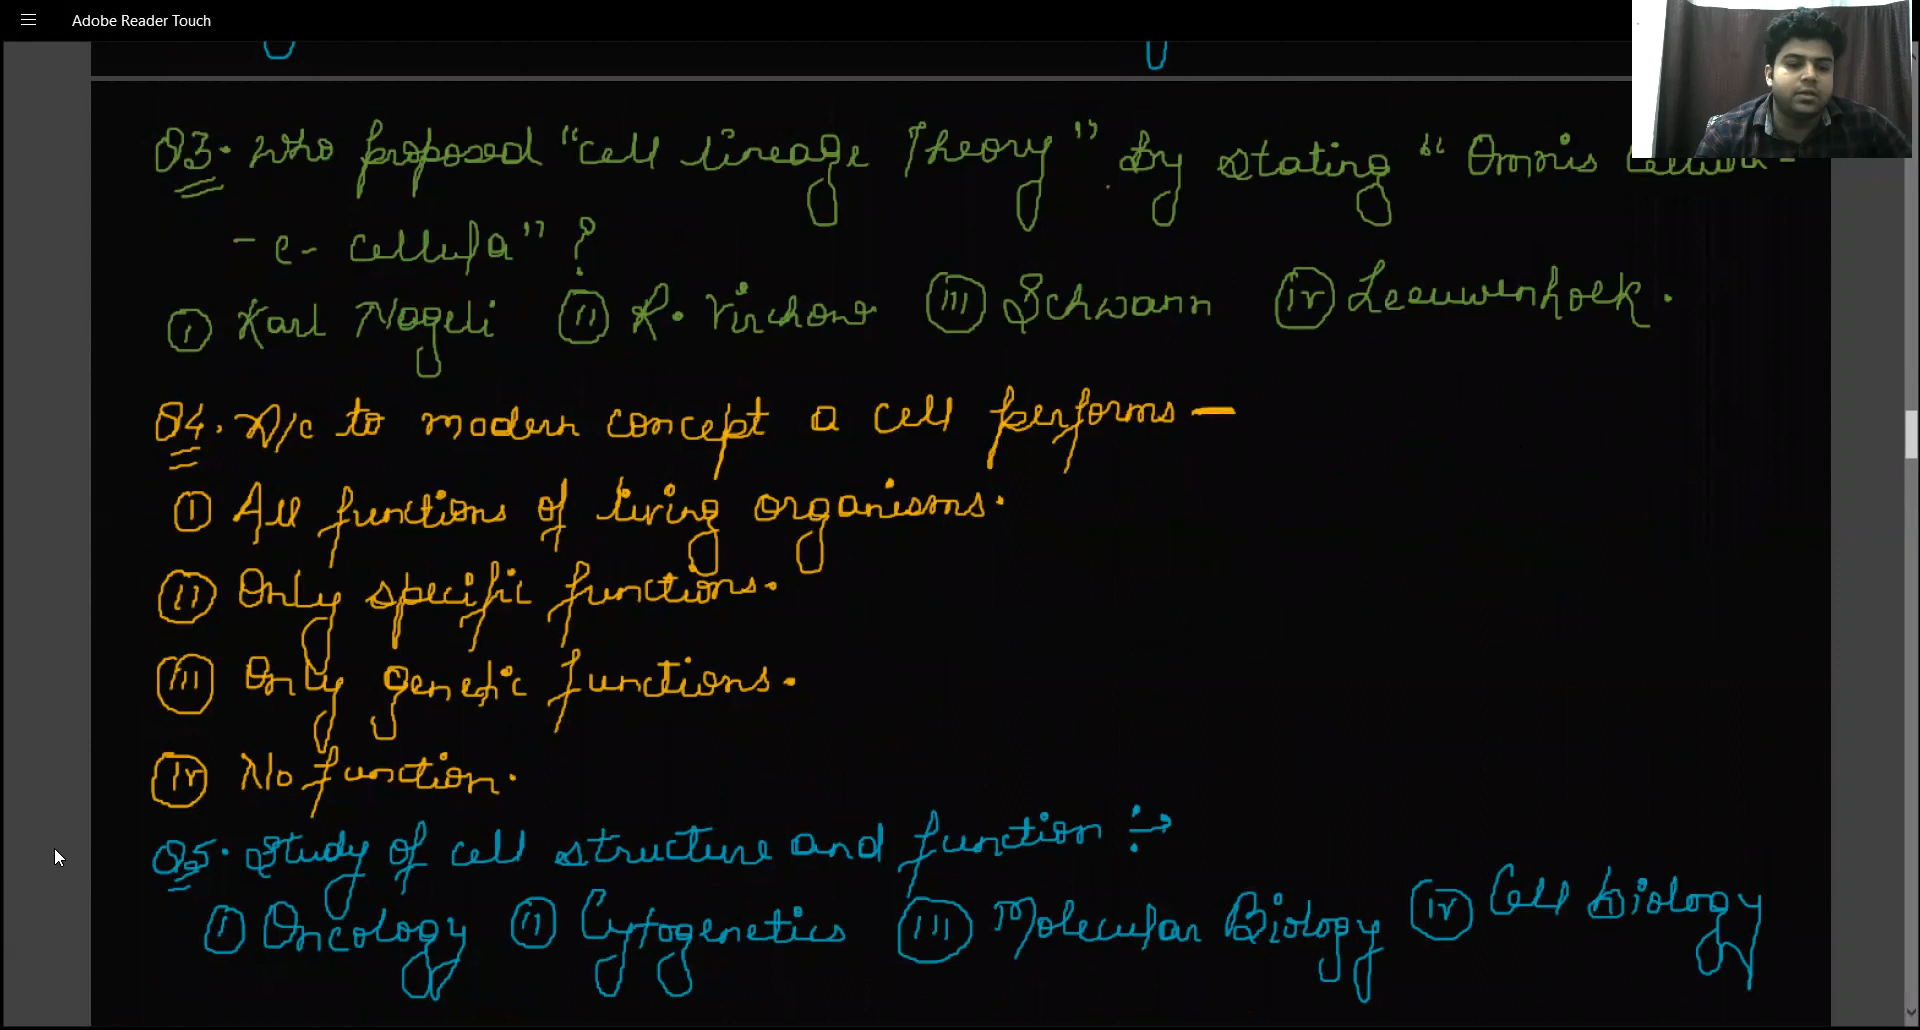 Adobe Reader Touch
Q3. Who proposed "cell lineage Theory" by stating "Omnis Cellula-
-e- cellula" ?
(i) Karl Nageli (ii) R. Virchow (iii) Schwann (iv) Leeuwenhoek.
Q4. A/c to modern concept a cell performs -
(i) All functions of living organisms.
(ii) Only specific functions.
(iii) Only genetic functions.
(iv) No function.
Q5. Study of cell structure and function :→
(i) Oncology (ii) Cytogenetics (iii) Molecular Biology (iv) Cell biology